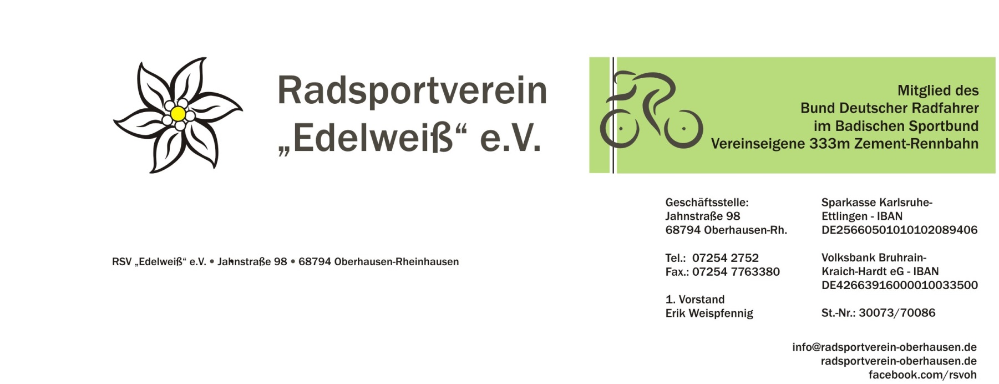 Radsportverein
„Edelweiß“ e.V.
Mitglied des
Bund Deutscher Radfahrer
im Badischen Sportbund
Vereinseigene 333m Zement-Rennbahn
RSV „Edelweiß“ e.V. • Jahnstraße 98 • 68794 Oberhausen-Rheinhausen
Geschäftsstelle:
Jahnstraße 98
68794 Oberhausen-Rh.
Tel.: 07254 2752
Fax.: 07254 7763380
1. Vorstand
Erik Weispfennig
Sparkasse Karlsruhe-
Ettlingen - IBAN
DE25660501010102089406
Volksbank Bruhrain-
Kraich-Hardt eG - IBAN
DE42663916000010033500
St.-Nr.: 30073/70086
info@radsportverein-oberhausen.de
radsportverein-oberhausen.de
facebook.com/rsvoh